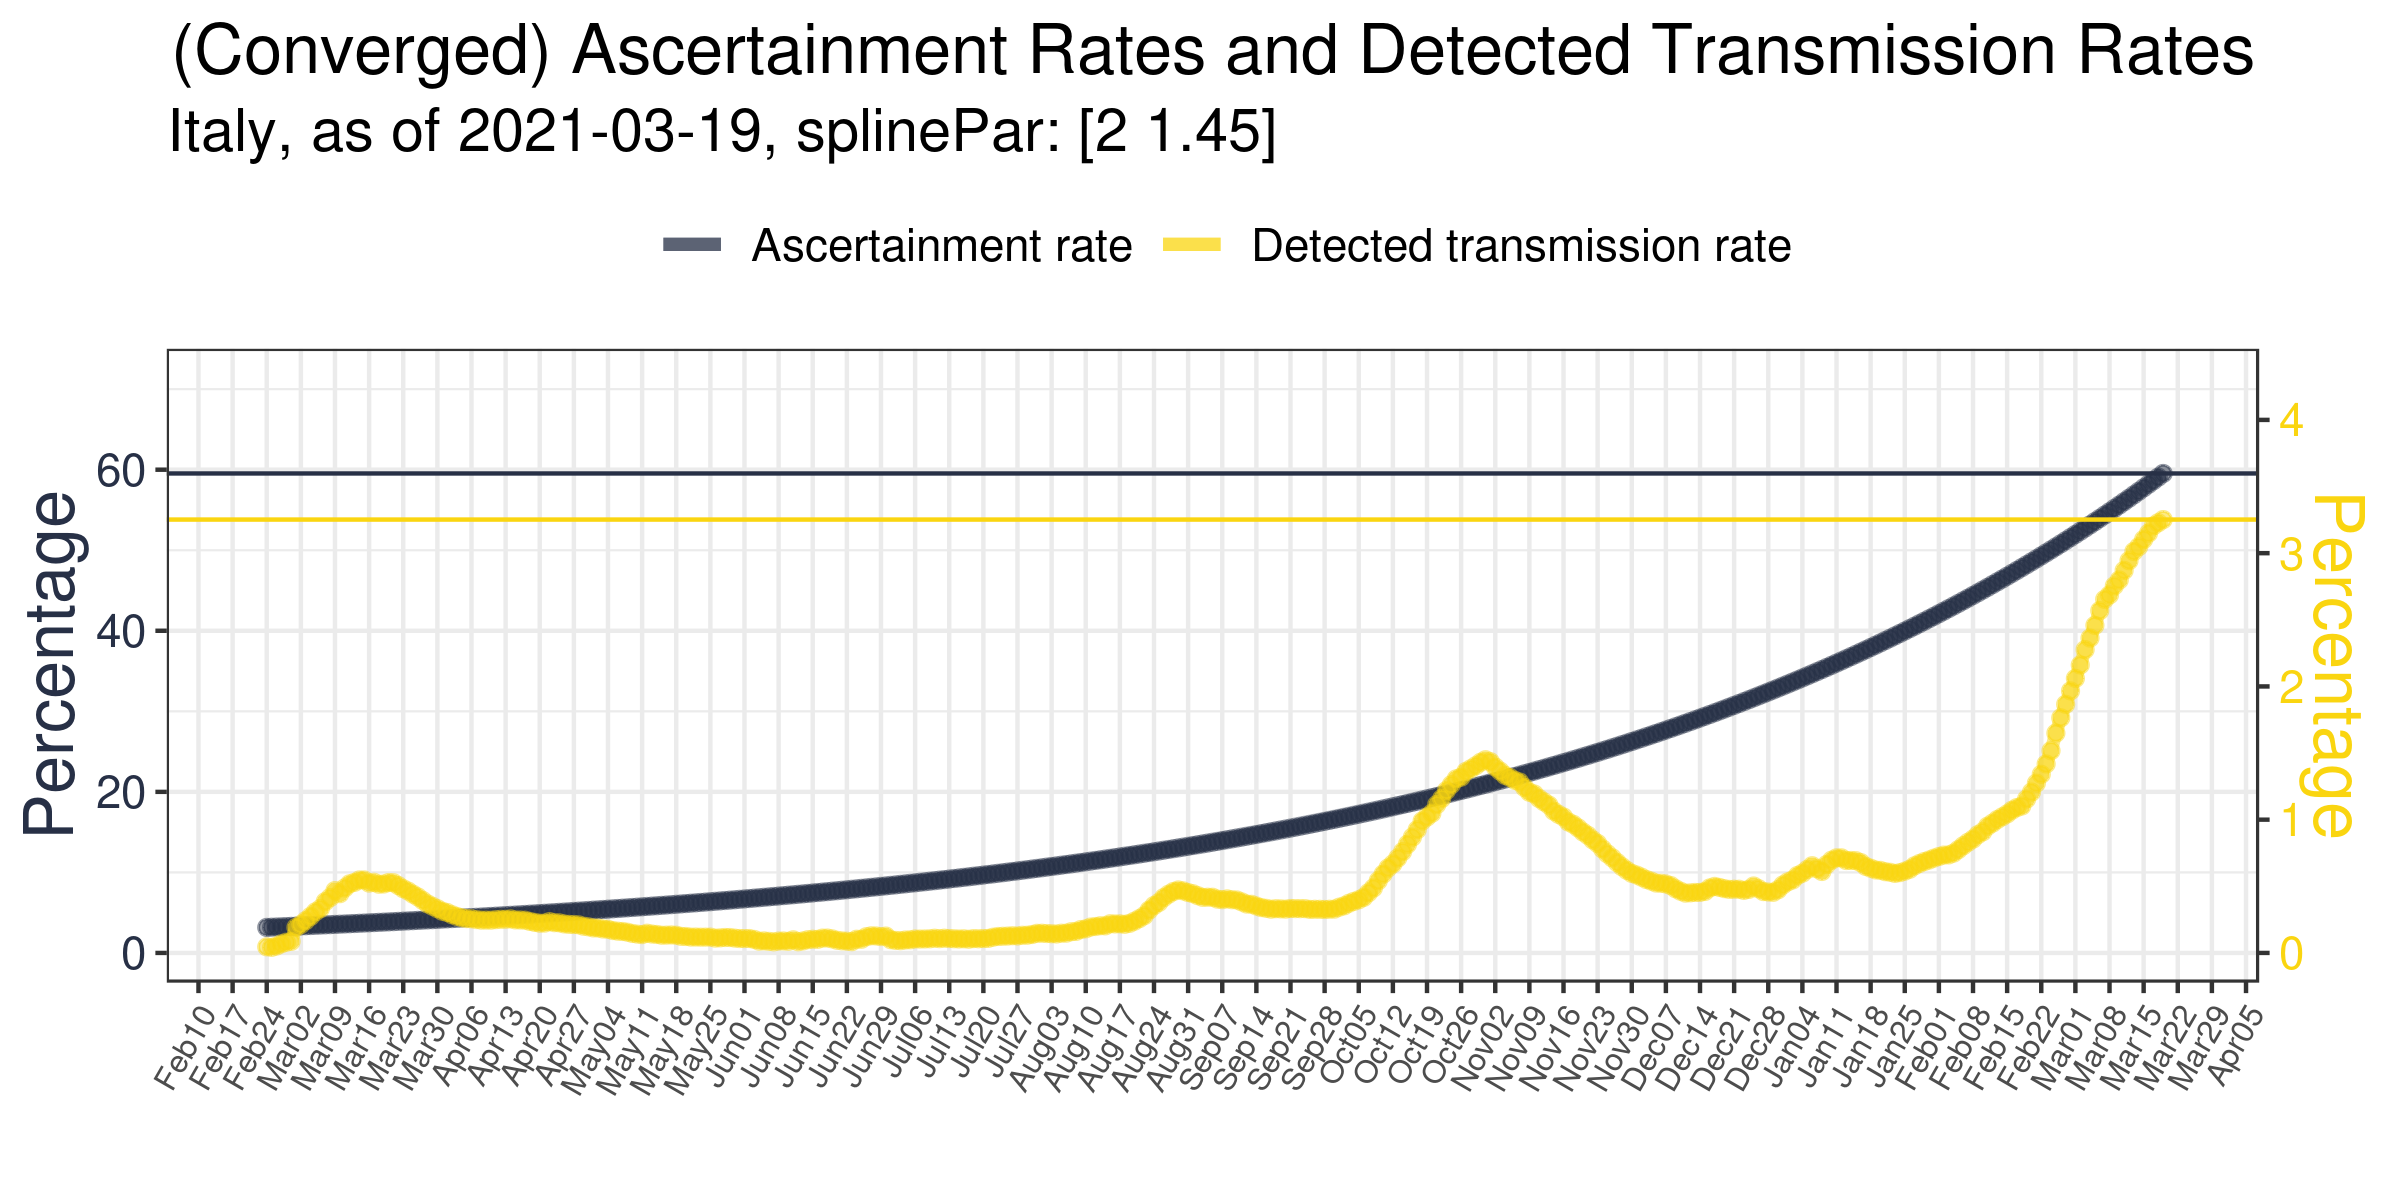 (Converged) Ascertainment Rates and Detected Transmission Rates
Italy, as of 2021-03-19, splinePar: [2 1.45]
Ascertainment rate
Detected transmission rate
Percentage
60
40
20
0
4
3
2
1
0
Percentage
Feb10
Feb17
Feb24
Mar02
Mar09
Mar16
Mar23
Mar30
Apr06
Apr13
Apr20
Apr27
May04
May11
May18
May25
Jun01
Jun08
Jun15
Jun22
Jun29
Jul06
Jul13
Jul20
Jul27
Aug03
Aug10
Aug17
Aug24
Aug31
Sep07
Sep14
Sep21
Sep28
Oct05
Oct12
Oct19
Oct26
Nov02
Nov09
Nov16
Nov23
Nov30
Nov07
Dec14
Dec21
Dec28
Dec04
Jan11
Jan18
Jan25
Feb01
Feb08
Feb15
Feb22
Mar01
Mar08
Mar15
Mar22
Mar29
Apr05